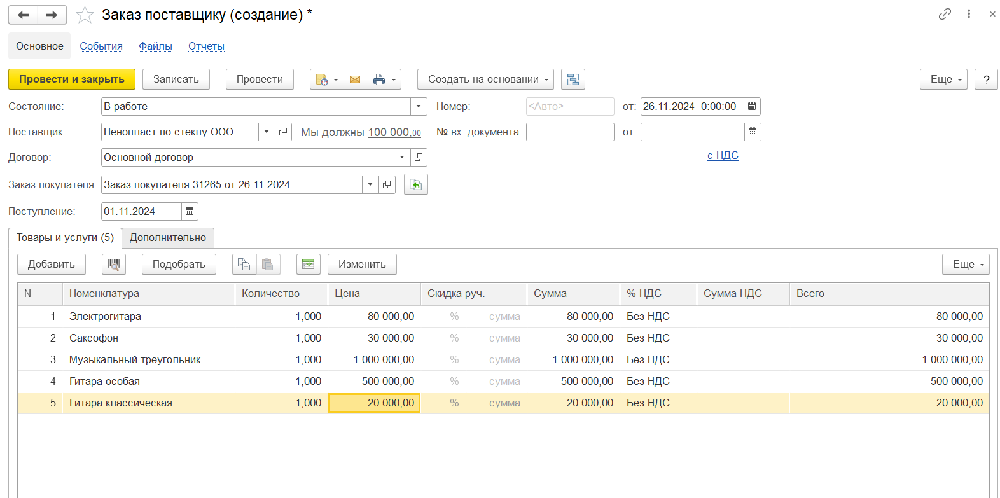 Заказ поставщику (создание) *
Основное События Файлы Отчеты
Провести и закрыть Записать Провести Создать на основании Еще ?
Состояние: В работе Номер: <Авто> от: 26.11.2024 0:00:00
Поставщик: Пенопласт по стеклу ООО Мы должны 100 000,00 № вх. документа: от: . .
Договор: Основной договор с НДС
Заказ покупателя: Заказ покупателя 31265 от 26.11.2024
Поступление: 01.11.2024
Товары и услуги (5) Дополнительно
Добавить Подобрать Изменить Еще
N Номенклатура Количество Цена Скидка руч. Сумма % НДС Сумма НДС Всего
1 Электрогитара 1,000 80 000,00 % сумма 80 000,00 Без НДС 80 000,00
2 Саксофон 1,000 30 000,00 % сумма 30 000,00 Без НДС 30 000,00
3 Музыкальный треугольник 1,000 1 000 000,00 % сумма 1 000 000,00 Без НДС 1 000 000,00
4 Гитара особая 1,000 500 000,00 % сумма 500 000,00 Без НДС 500 000,00
5 Гитара классическая 1,000 20 000,00 % сумма 20 000,00 Без НДС 20 000,00